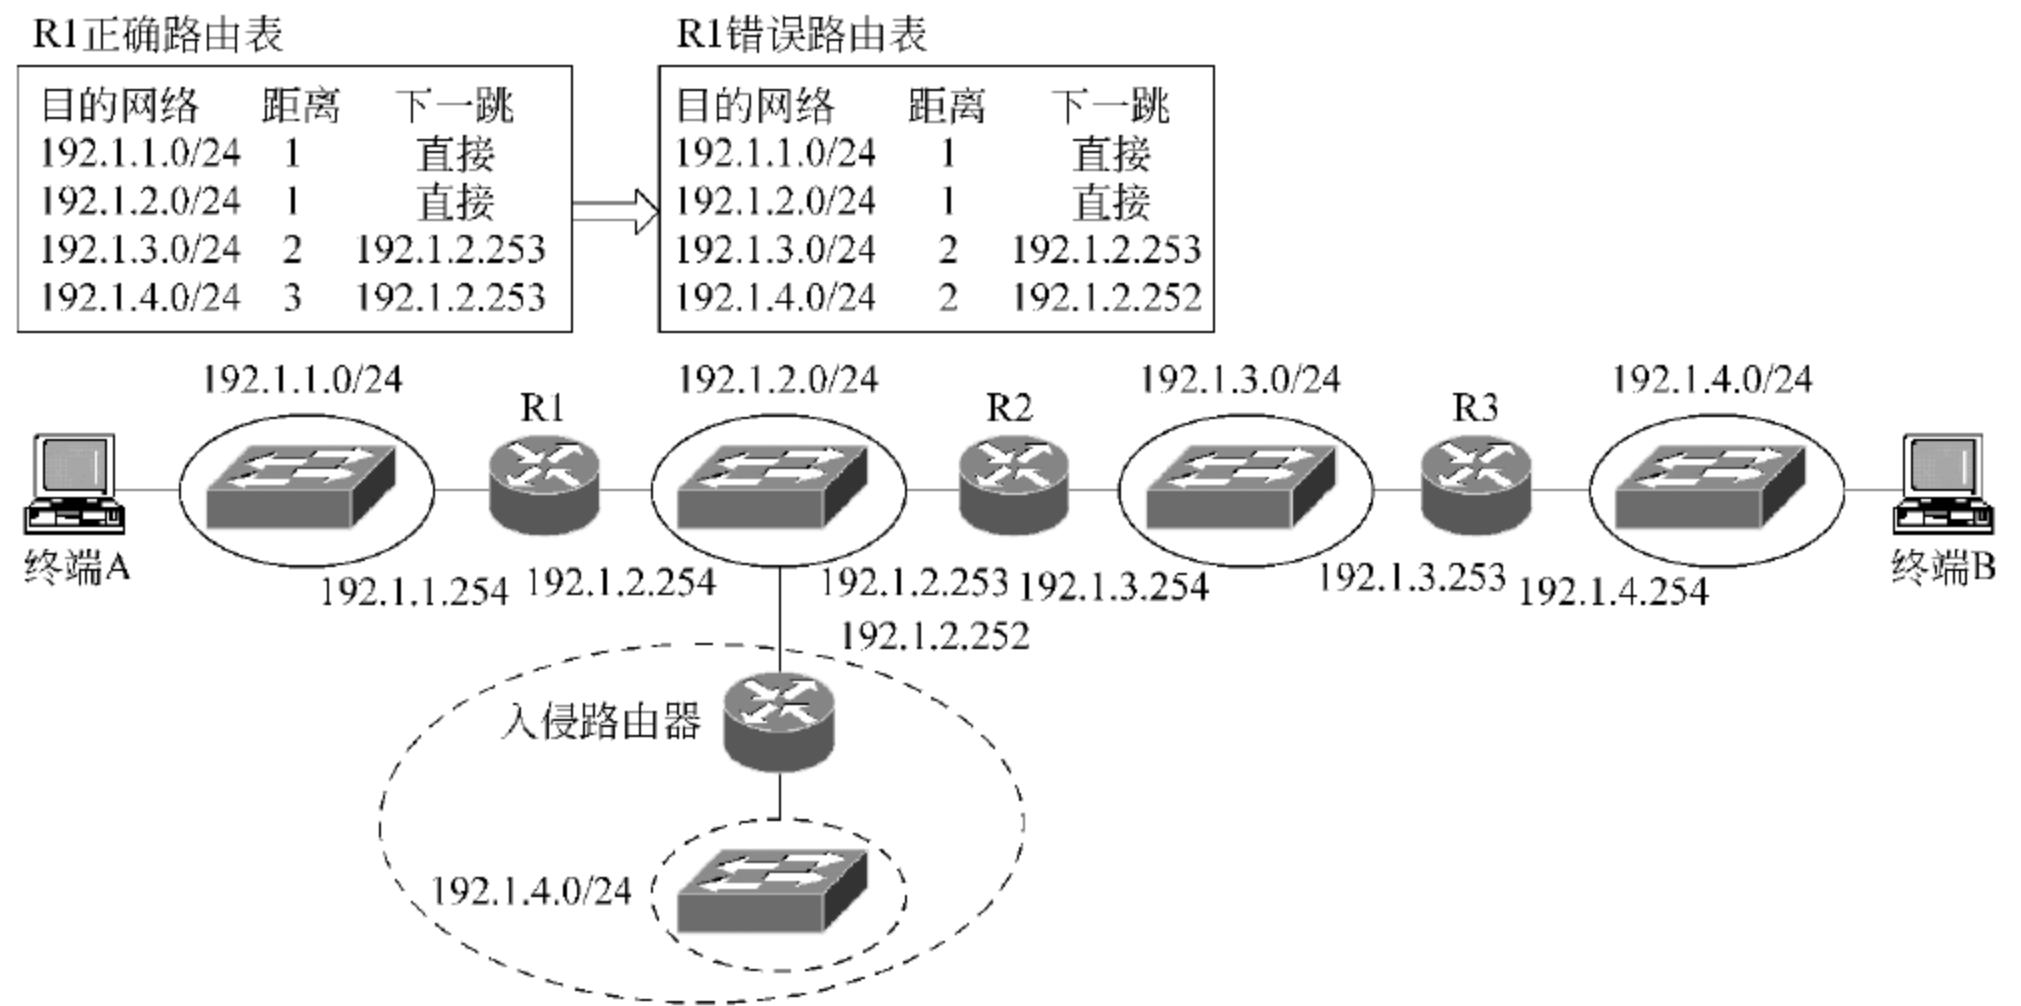 R1正确路由表
目的网络 距离 下一跳
192.1.1.0/24 1 直接
192.1.2.0/24 1 直接
192.1.3.0/24 2 192.1.2.253
192.1.4.0/24 3 192.1.2.253
R1错误路由表
目的网络 距离 下一跳
192.1.1.0/24 1 直接
192.1.2.0/24 1 直接
192.1.3.0/24 2 192.1.2.253
192.1.4.0/24 2 192.1.2.252
192.1.1.0/24
192.1.2.0/24
192.1.3.0/24
192.1.4.0/24
R1
R2
R3
终端A
192.1.1.254
192.1.2.254
192.1.2.253
192.1.3.254
192.1.3.253
192.1.4.254
终端B
192.1.2.252
入侵路由器
192.1.4.0/24